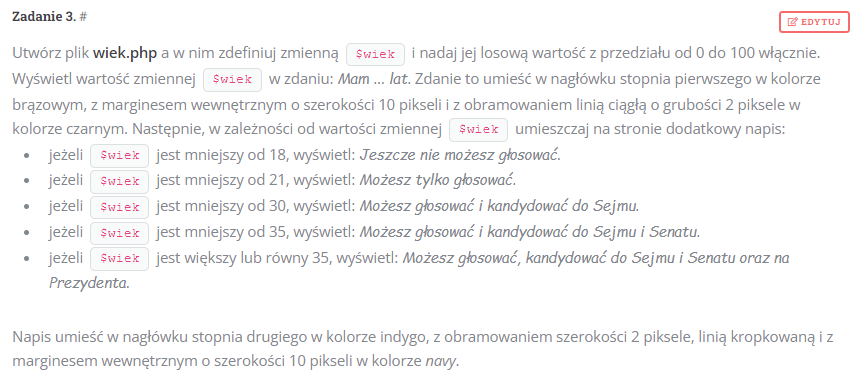 Zadanie 3. #
EDYTUJ
Utwórz plik wiek.php a w nim zdefiniuj zmienną $wiek i nadaj jej losową wartość z przedziału od 0 do 100 włącznie.
Wyświetl wartość zmiennej $wiek w zdaniu: Mam ... lat. Zdanie to umieść w nagłówku stopnia pierwszego w kolorze
brązowym, z marginesem wewnętrznym o szerokości 10 pikseli i z obramowaniem linią ciągłą o grubości 2 piksele w
kolorze czarnym. Następnie, w zależności od wartości zmiennej $wiek umieszczaj na stronie dodatkowy napis:
• jeżeli $wiek jest mniejszy od 18, wyświetl: Jeszcze nie możesz głosować.
• jeżeli $wiek jest mniejszy od 21, wyświetl: Możesz tylko głosować.
• jeżeli $wiek jest mniejszy od 30, wyświetl: Możesz głosować i kandydować do Sejmu.
• jeżeli $wiek jest mniejszy od 35, wyświetl: Możesz głosować i kandydować do Sejmu i Senatu.
• jeżeli $wiek jest większy lub równy 35, wyświetl: Możesz głosować, kandydować do Sejmu i Senatu oraz na
Prezydenta.
Napis umieść w nagłówku stopnia drugiego w kolorze indygo, z obramowaniem szerokości 2 piksele, linią kropkowaną i z
marginesem wewnętrznym o szerokości 10 pikseli w kolorze navy.